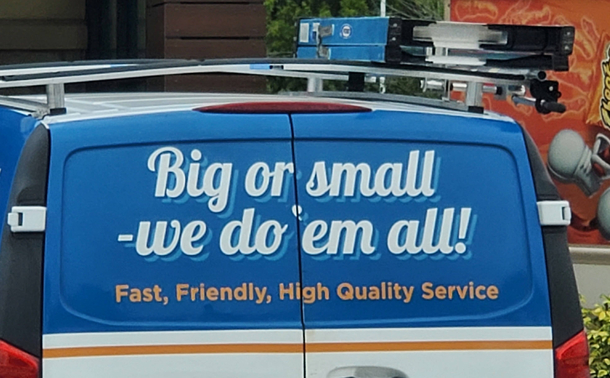 Big or small
-we do 'em all!
Fast, Friendly, High Quality Service